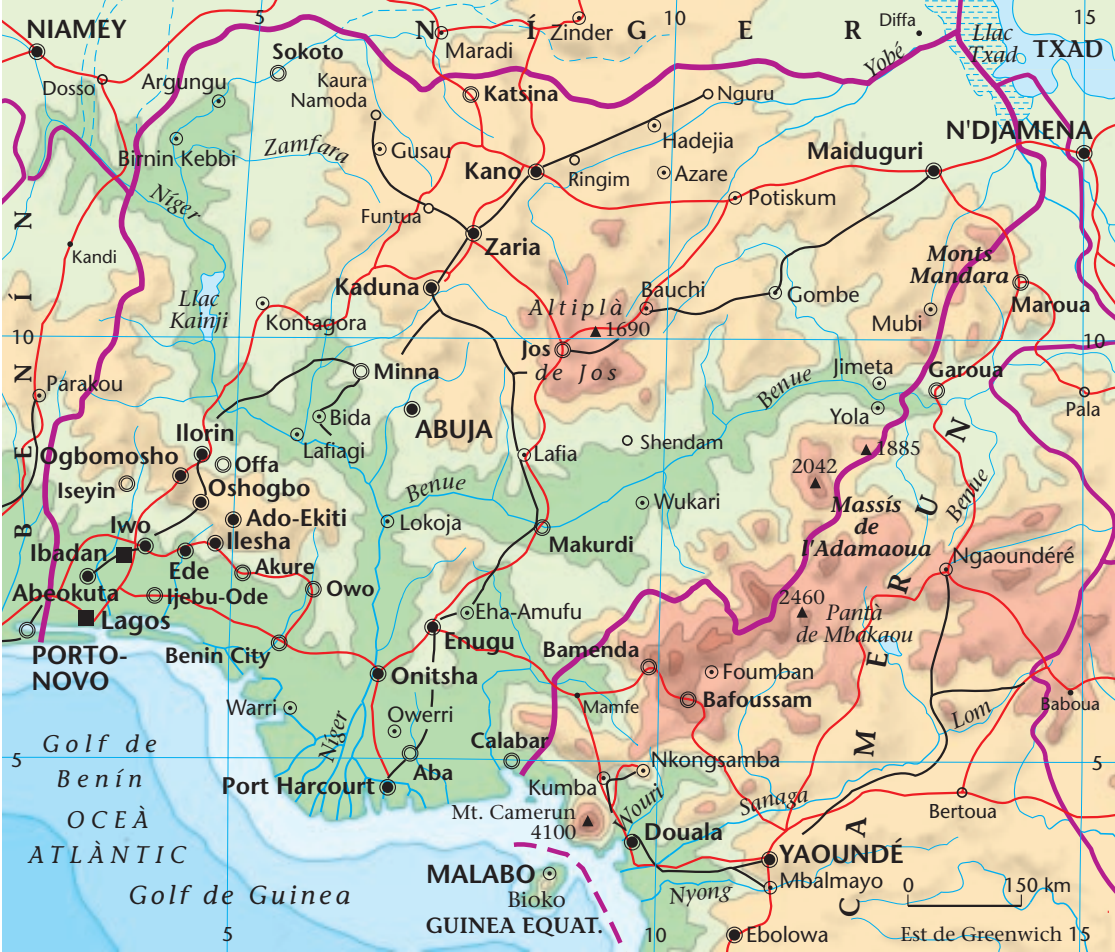 5
10
15
NIAMEY
N Í G E R
Zinder
Diffa
Llac
Txad
TXAD
Maradi
Sokoto
Dosso
Argungu
Kaura
Namoda
Katsina
Yobé
Nguru
Birnin Kebbi
Zamfara
Gusau
Hadejia
N'DJAMENA
Maiduguri
Kano
Ringim
Azare
Níger
Funtua
Potiskum
Kandi
Zaria
Monts
Mandara
Llac
Kainji
Kaduna
Altiplà
Bauchi
Gombe
Maroua
Kontagora
1690
Mubi
10
10
Jos
de Jos
BENÍN
Parakou
Minna
Jimeta
Garoua
Benue
Bida
ABUJA
Yola
Pala
Ilorin
Lafiagi
Ogbomosho
Offa
Lafia
Shendam
1885
2042
Iseyin
Oshogbo
Benue
Wukari
Massís
de
l'Adamaoua
Benue
Iwo
Ado-Ekiti
Lokoja
Ibadan
Ilesha
Makurdi
Ngaoundéré
Ede
Akure
Abeokuta
Ijebu-Ode
Owo
2460
Pantà
de Mbakaou
Lagos
Eha-Amufu
PORTO-
NOVO
Benin City
Enugu
Bamenda
Onitsha
Foumban
Bafoussam
Warri
Níger
Owerri
Mamfe
Baboua
Lom
CAMERUN
Golf de
Benín
5
Calabar
5
Aba
Nkongsamba
Port Harcourt
Kumba
Nouri
Sanaga
Bertoua
OCEÀ
ATLÀNTIC
Mt. Camerun
4100
Douala
YAOUNDÉ
MALABO
Bioko
Mbalmayo
Golf de Guinea
Nyong
0 150 km
GUINEA EQUAT.
5
10
Ebolowa
Est de Greenwich 15